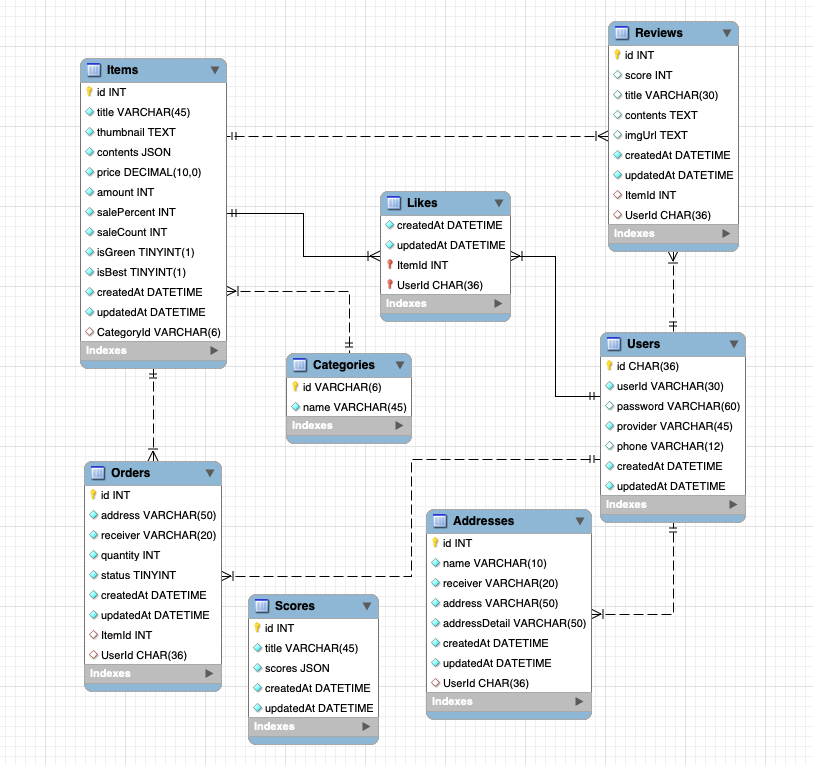 Items
id INT
title VARCHAR(45)
thumbnail TEXT
contents JSON
price DECIMAL(10,0)
amount INT
salePercent INT
saleCount INT
isGreen TINYINT(1)
isBest TINYINT(1)
createdAt DATETIME
updatedAt DATETIME
CategoryId VARCHAR(6)
Indexes
Reviews
id INT
score INT
title VARCHAR(30)
contents TEXT
imgUrl TEXT
createdAt DATETIME
updatedAt DATETIME
ItemId INT
UserId CHAR(36)
Indexes
Likes
createdAt DATETIME
updatedAt DATETIME
ItemId INT
UserId CHAR(36)
Indexes
Categories
id VARCHAR(6)
name VARCHAR(45)
Indexes
Users
id CHAR(36)
userId VARCHAR(30)
password VARCHAR(60)
provider VARCHAR(45)
phone VARCHAR(12)
createdAt DATETIME
updatedAt DATETIME
Indexes
Orders
id INT
address VARCHAR(50)
receiver VARCHAR(20)
quantity INT
status TINYINT
createdAt DATETIME
updatedAt DATETIME
ItemId INT
UserId CHAR(36)
Indexes
Addresses
id INT
name VARCHAR(10)
receiver VARCHAR(20)
address VARCHAR(50)
addressDetail VARCHAR(50)
createdAt DATETIME
updatedAt DATETIME
UserId CHAR(36)
Indexes
Scores
id INT
title VARCHAR(45)
scores JSON
createdAt DATETIME
updatedAt DATETIME
Indexes